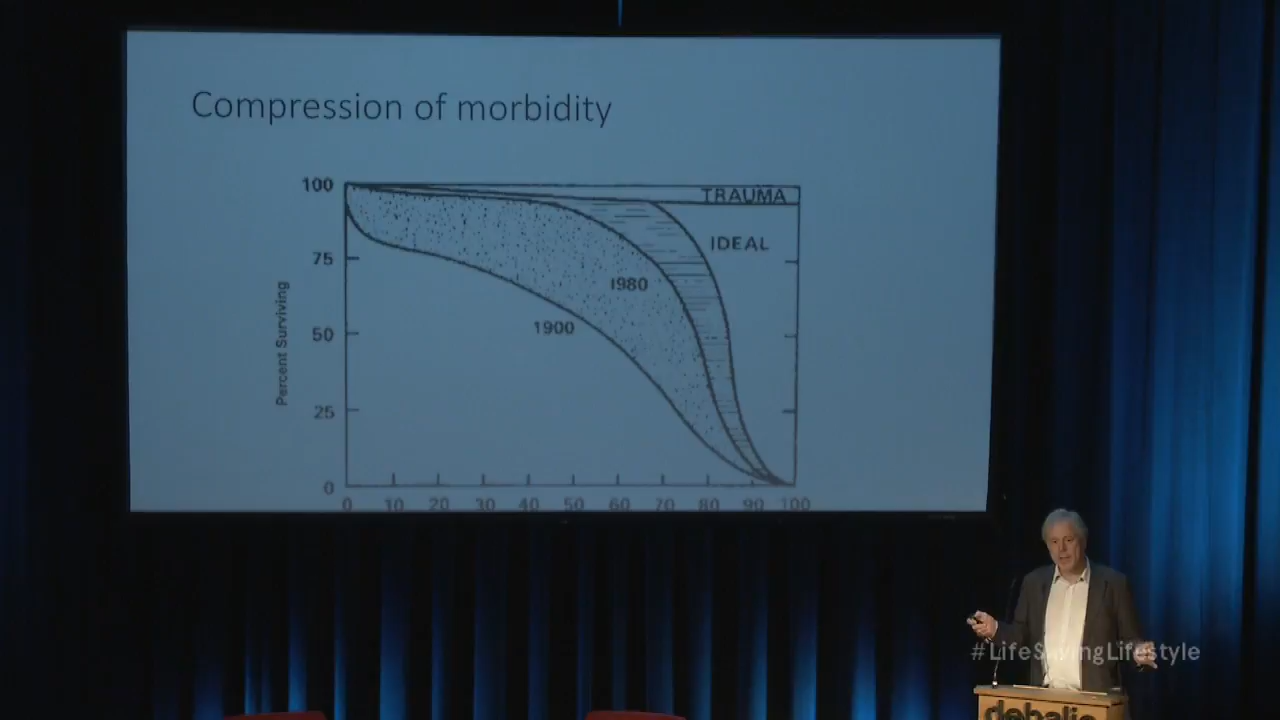 Compression of morbidity
100
TRAUMA
IDEAL
75
1980
1900
Percent Surviving
50
25
0
0 10 20 30 40 50 60 70 80 90 100
#LifeSavingLifestyle
debalie